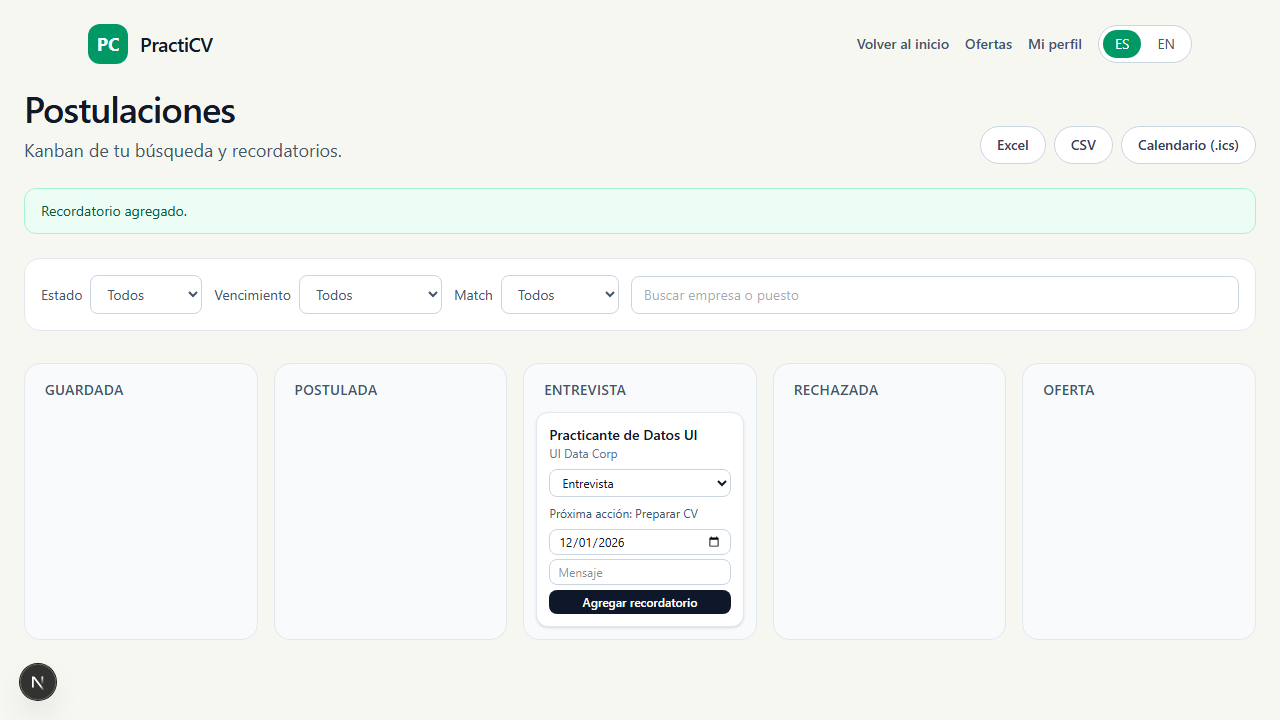 PC PractiCV
Volver al inicio Ofertas Mi perfil ES EN
Postulaciones
Kanban de tu búsqueda y recordatorios.
Excel CSV Calendario (.ics)
Recordatorio agregado.
Estado Todos Vencimiento Todos Match Todos Buscar empresa o puesto
GUARDADA POSTULADA ENTREVISTA RECHAZADA OFERTA
Practicante de Datos UI
UI Data Corp
Entrevista
Próxima acción: Preparar CV
12/01/2026
Mensaje
Agregar recordatorio
N